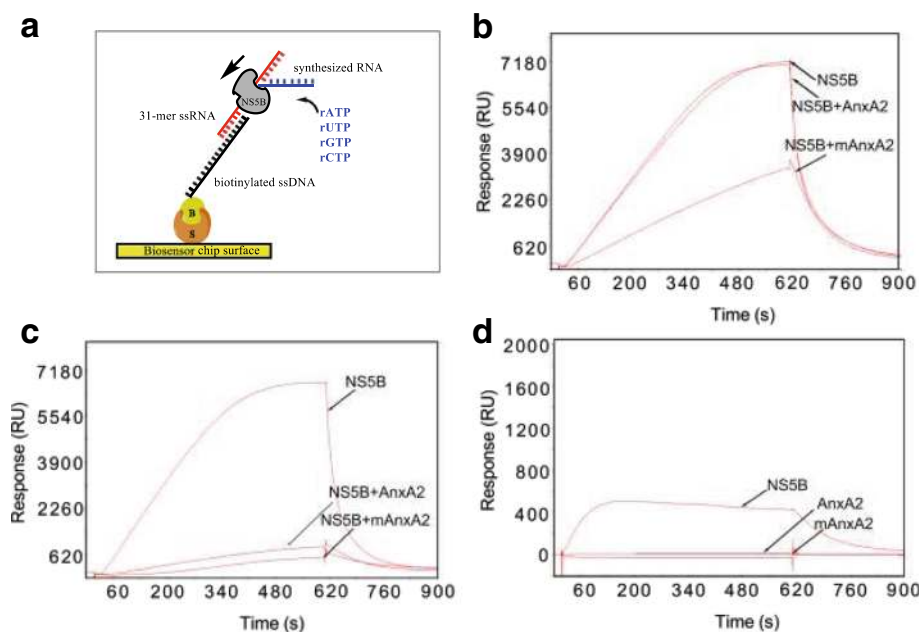 a
synthesized RNA
NS5B
31-mer ssRNA
rATP
rUTP
rGTP
rCTP
biotinylated ssDNA
B
S
Biosensor chip surface
b
Response (RU)
7180
5540
3900
2260
620
NS5B
NS5B+AnxA2
NS5B+mAnxA2
60 200 340 480 620 760 900
Time (s)
c
Response (RU)
7180
5540
3900
2260
620
NS5B
NS5B+AnxA2
NS5B+mAnxA2
60 200 340 480 620 760 900
Time (s)
d
Response (RU)
2000
1600
1200
800
400
0
NS5B
AnxA2
mAnxA2
60 200 340 480 620 760 900
Time (s)